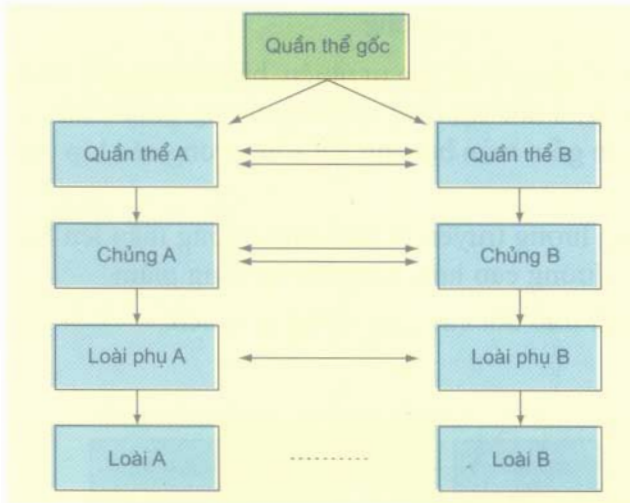 Quần thể gốc
Quần thể A
Quần thể B
Chủng A
Chủng B
Loài phụ A
Loài phụ B
Loài A
Loài B